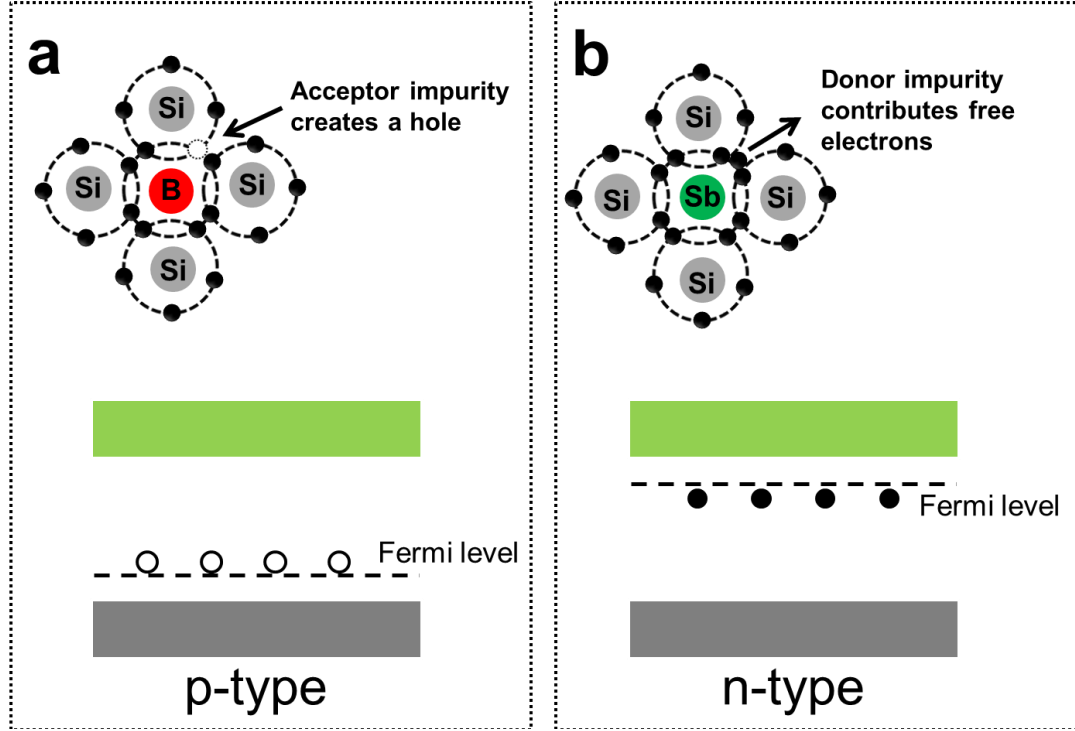 a
Acceptor impurity
creates a hole
Si
Si
B
Si
Si
Fermi level
p-type
b
Donor impurity
contributes free
electrons
Si
Si
Sb
Si
Si
Fermi level
n-type